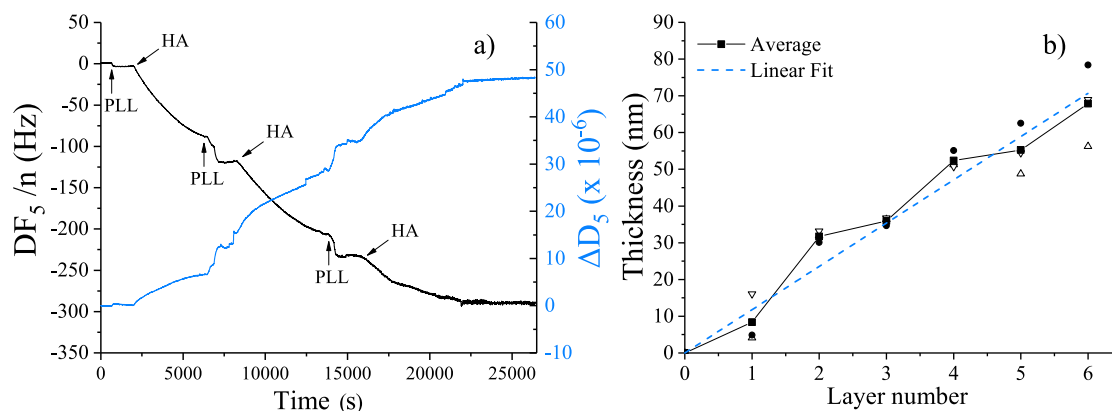 a)
50
0
-50
-100
-150
-200
-250
-300
-350
DF5 /n (Hz)
PLL
HA
PLL
HA
PLL
HA
60
50
40
30
20
10
0
-10
ΔD5 (x 10-6)
0 5000 10000 15000 20000 25000
Time (s)
b)
Average
Linear Fit
90
80
70
60
50
40
30
20
10
0
Thickness (nm)
0 1 2 3 4 5 6
Layer number